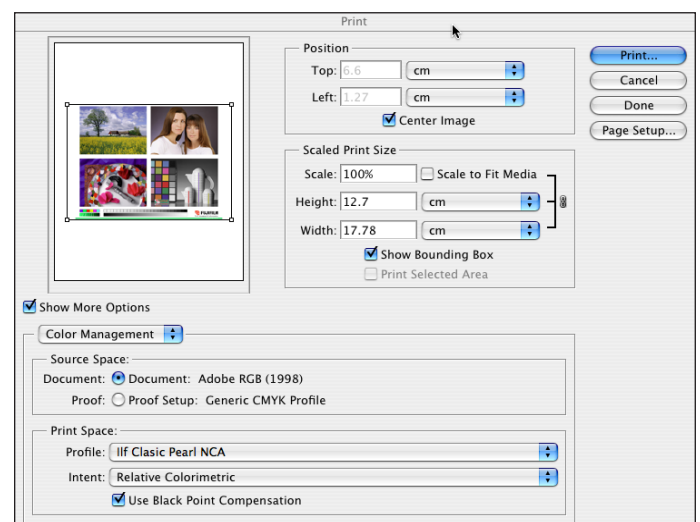 Print
Position
Top: 6.6 cm
Left: 1.27 cm
Center Image
Print...
Cancel
Done
Page Setup...
Scaled Print Size
Scale: 100% Scale to Fit Media
Height: 12.7 cm
Width: 17.78 cm
Show Bounding Box
Print Selected Area
FUJIFILM
Show More Options
Color Management
Source Space:
Document: Document: Adobe RGB (1998)
Proof: Proof Setup: Generic CMYK Profile
Print Space:
Profile: Ilf Clasic Pearl NCA
Intent: Relative Colorimetric
Use Black Point Compensation